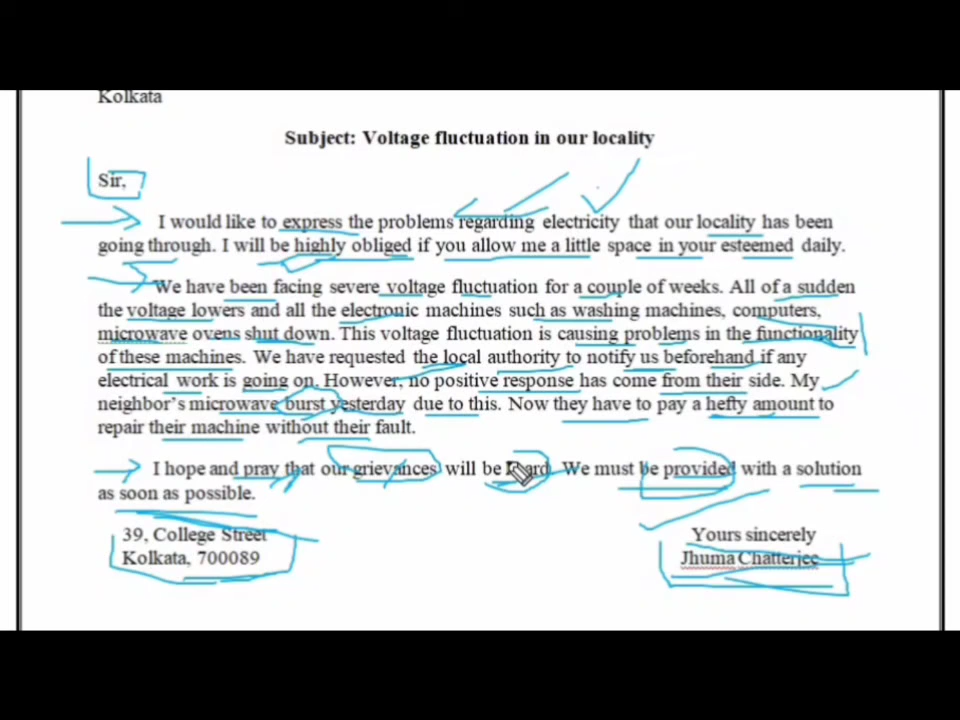 Kolkata
Subject: Voltage fluctuation in our locality
Sir,
I would like to express the problems regarding electricity that our locality has been
going through. I will be highly obliged if you allow me a little space in your esteemed daily.
We have been facing severe voltage fluctuation for a couple of weeks. All of a sudden
the voltage lowers and all the electronic machines such as washing machines, computers,
microwave ovens shut down. This voltage fluctuation is causing problems in the functionality
of these machines. We have requested the local authority to notify us beforehand if any
electrical work is going on. However, no positive response has come from their side. My
neighbor's microwave burst yesterday due to this. Now they have to pay a hefty amount to
repair their machine without their fault.
I hope and pray that our grievances will be heard. We must be provided with a solution
as soon as possible.
39, College Street
Kolkata, 700089
Yours sincerely
Jhuma Chatterjee